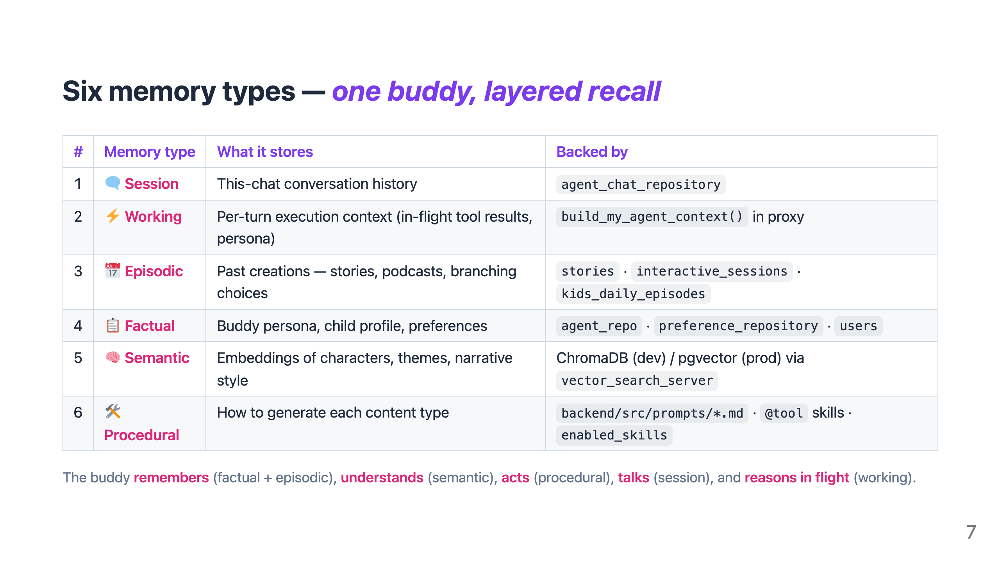 Six memory types — one buddy, layered recall
# Memory type What it stores Backed by
1 🗨️ Session This-chat conversation history agent_chat_repository
2 ⚡ Working Per-turn execution context (in-flight tool results, build_my_agent_context() in proxy
persona)
3 📅 Episodic Past creations — stories, podcasts, branching stories · interactive_sessions ·
choices kids_daily_episodes
4 📋 Factual Buddy persona, child profile, preferences agent_repo · preference_repository · users
5 🧠 Semantic Embeddings of characters, themes, narrative ChromaDB (dev) / pgvector (prod) via
style vector_search_server
6 🛠️ How to generate each content type backend/src/prompts/*.md · @tool skills ·
Procedural enabled_skills
The buddy remembers (factual + episodic), understands (semantic), acts (procedural), talks (session), and reasons in flight (working).
7